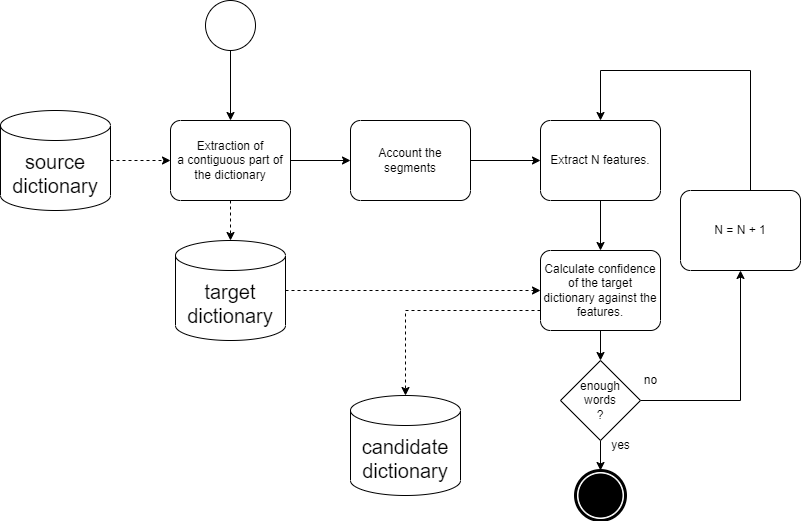 Extraction of
a contiguous part of
the dictionary
Account the
segments
Extract N features.
source
dictionary
N = N + 1
target
dictionary
Calculate confidence
of the target
dictionary against the
features.
enough
words
?
no
yes
candidate
dictionary